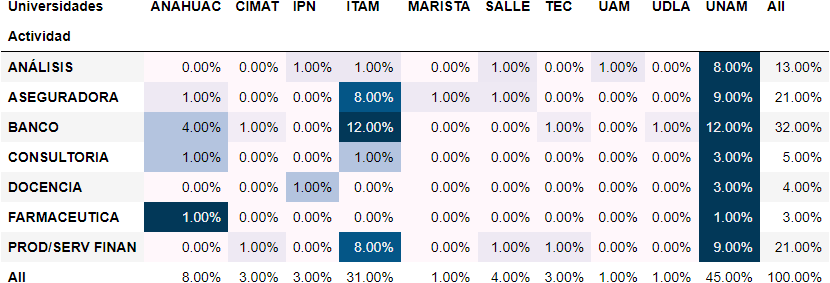 Universidades ANAHUAC CIMAT IPN ITAM MARISTA SALLE TEC UAM UDLA UNAM All
Actividad
ANÁLISIS 0.00% 0.00% 1.00% 1.00% 0.00% 1.00% 0.00% 1.00% 0.00% 8.00% 13.00%
ASEGURADORA 1.00% 0.00% 0.00% 8.00% 1.00% 1.00% 0.00% 0.00% 0.00% 9.00% 21.00%
BANCO 4.00% 1.00% 0.00% 12.00% 0.00% 0.00% 1.00% 0.00% 1.00% 12.00% 32.00%
CONSULTORIA 1.00% 0.00% 0.00% 1.00% 0.00% 0.00% 0.00% 0.00% 0.00% 3.00% 5.00%
DOCENCIA 0.00% 0.00% 1.00% 0.00% 0.00% 0.00% 0.00% 0.00% 0.00% 3.00% 4.00%
FARMACEUTICA 1.00% 0.00% 0.00% 0.00% 0.00% 0.00% 0.00% 0.00% 0.00% 1.00% 3.00%
PROD/SERV FINAN 0.00% 1.00% 0.00% 8.00% 0.00% 1.00% 1.00% 0.00% 0.00% 9.00% 21.00%
All 8.00% 3.00% 3.00% 31.00% 1.00% 4.00% 3.00% 1.00% 1.00% 45.00% 100.00%